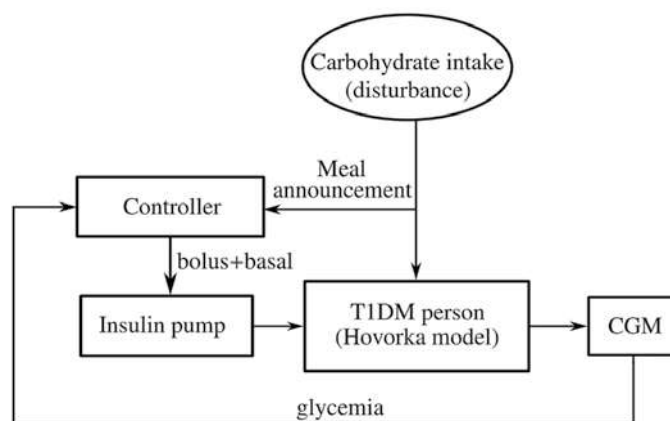 Carbohydrate intake
(disturbance)
Meal
announcement
Controller
bolus+basal
Insulin pump
T1DM person
(Hovorka model)
CGM
glycemia